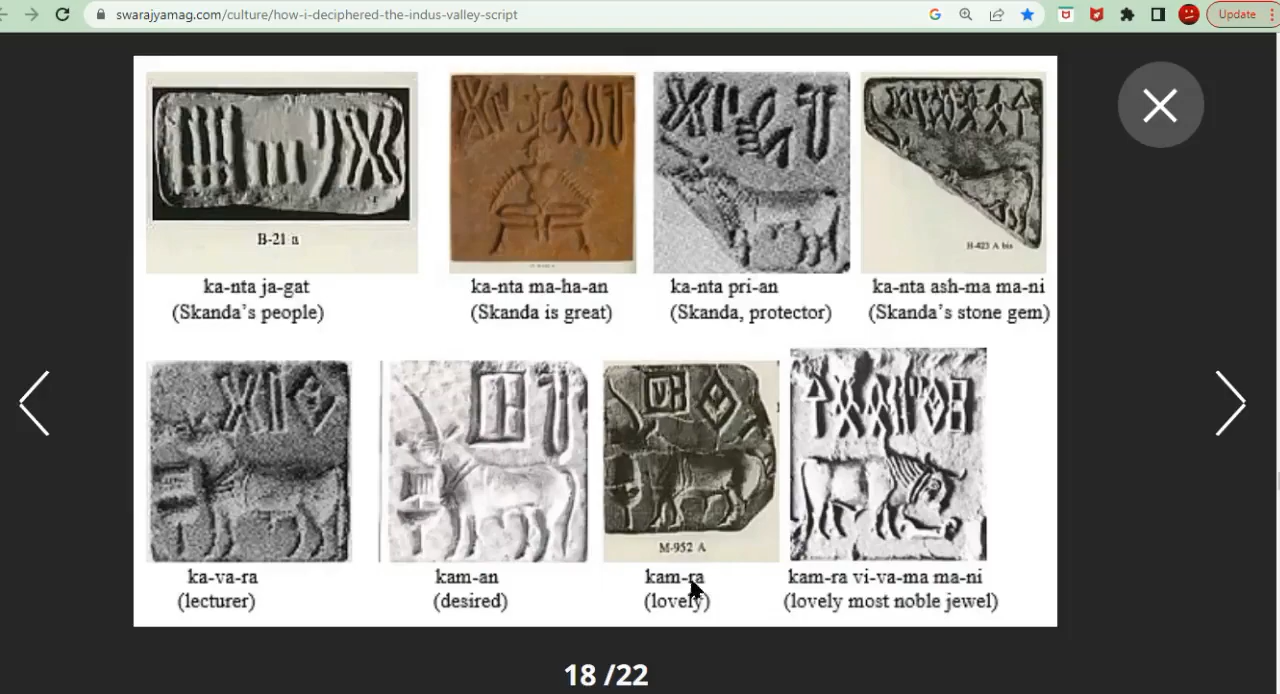 swarajyamag.com/culture/how-i-deciphered-the-indus-valley-script
Update
B-21 a
H-423 A bis
ka-nta ja-gat
(Skanda's people)
ka-nta ma-ha-an
(Skanda is great)
ka-nta pri-an
(Skanda, protector)
ka-nta ash-ma ma-ni
(Skanda's stone gem)
M-952 A
ka-va-ra
(lecturer)
kam-an
(desired)
kam-ra
(lovely)
kam-ra vi-va-ma ma-ni
(lovely most noble jewel)
18 /22